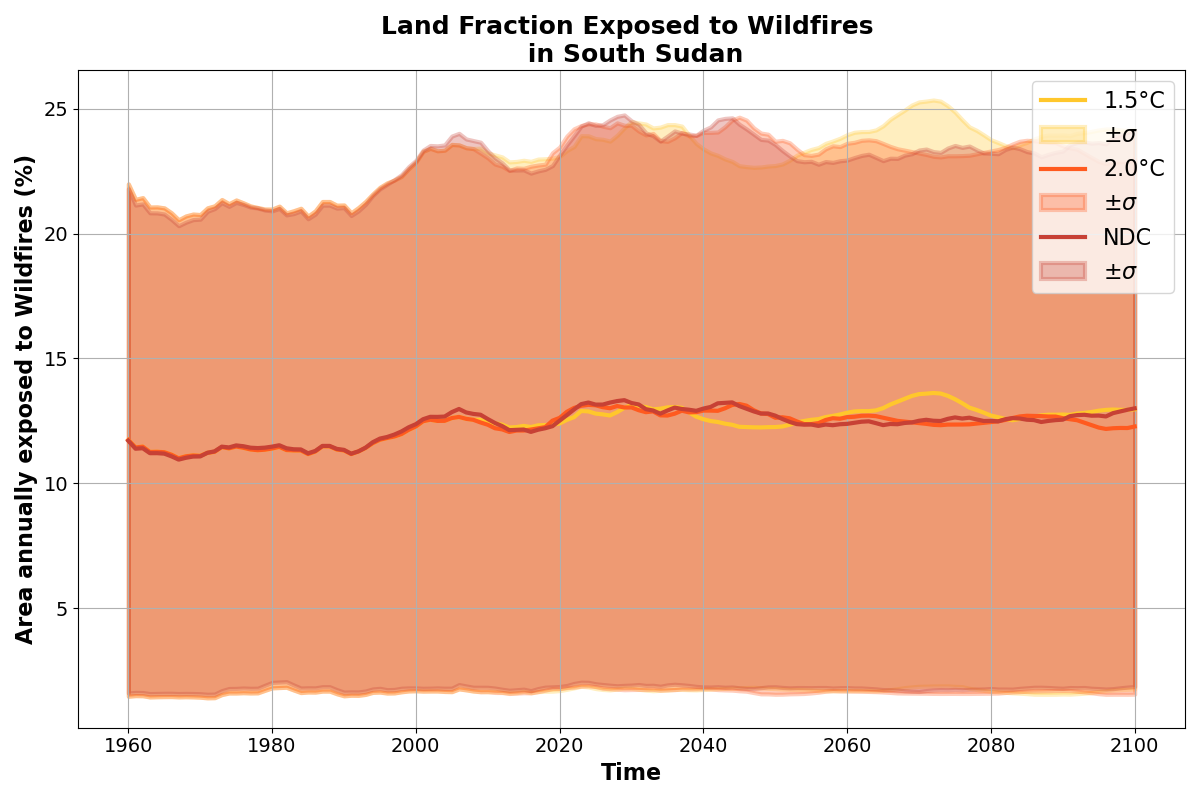 Land Fraction Exposed to Wildfires
in South Sudan
Area annually exposed to Wildfires (%)
25
20
15
10
5
1960
1980
2000
2020
2040
2060
2080
2100
Time
1.5°C
±σ
2.0°C
±σ
NDC
±σ